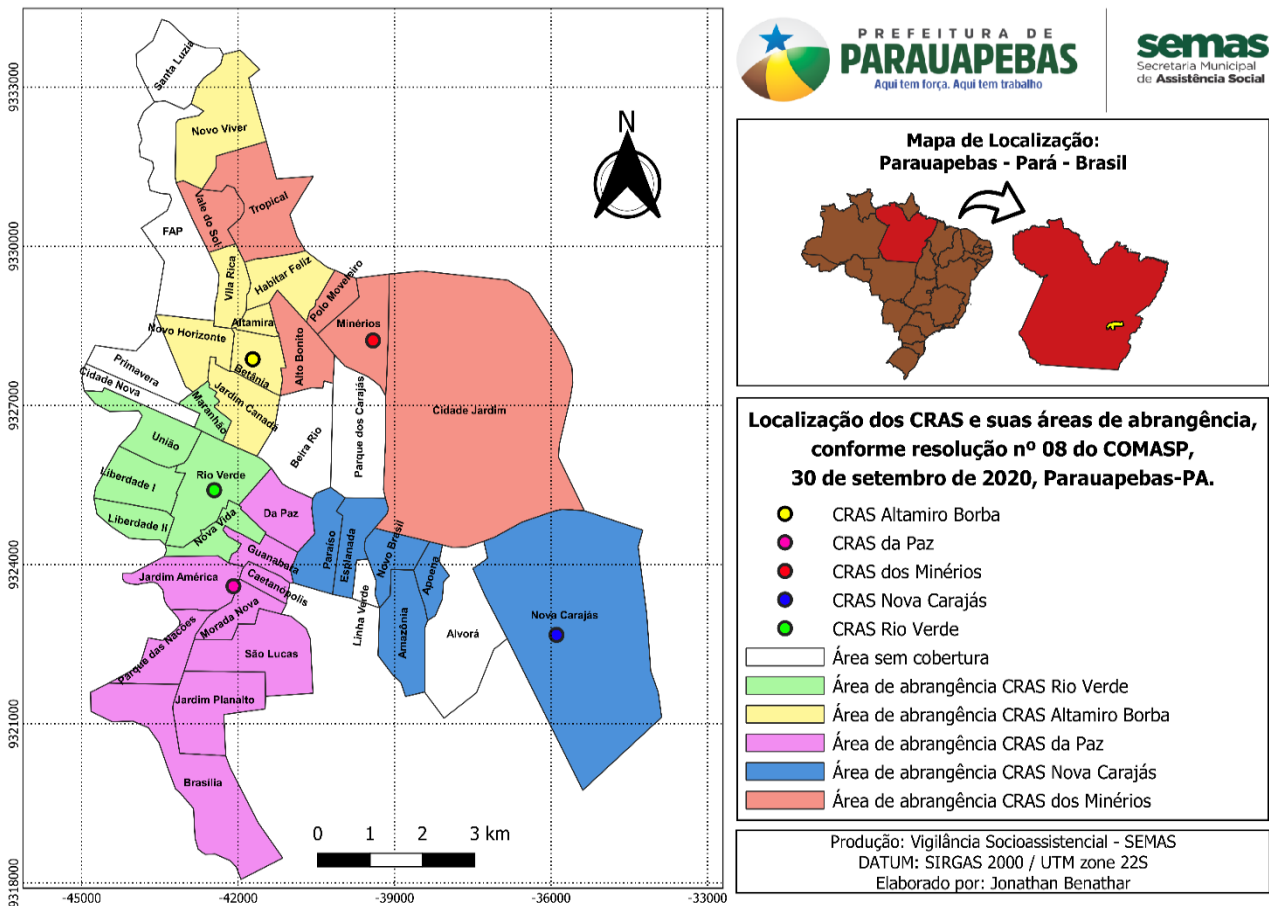 PREFEITURA DE
PARAUAPEBAS
Aqui tem força. Aqui tem trabalho
semas
Secretaria Municipal
de Assistência Social
Mapa de Localização:
Parauapebas - Pará - Brasil
Localização dos CRAS e suas áreas de abrangência,
conforme resolução nº 08 do COMASP,
30 de setembro de 2020, Parauapebas-PA.
CRAS Altamiro Borba
CRAS da Paz
CRAS dos Minérios
CRAS Nova Carajás
CRAS Rio Verde
Área sem cobertura
Área de abrangência CRAS Rio Verde
Área de abrangência CRAS Altamiro Borba
Área de abrangência CRAS da Paz
Área de abrangência CRAS Nova Carajás
Área de abrangência CRAS dos Minérios
Produção: Vigilância Socioassistencial - SEMAS
DATUM: SIRGAS 2000 / UTM zone 22S
Elaborado por: Jonathan Benathar
N
Santa Luzia
Novo Viver
Vale do Sol
Tropical
FAP
Vila Rica
Habitar Feliz
Polo Moveleiro
Altamira
Minérios
Novo Horizonte
Betânia
Alto Bonito
Primavera
Cidade Nova
Maranhão
Jardim Canadá
Parque dos Carajás
Cidade Jardim
União
Beira Rio
Rio Verde
Liberdade I
Liberdade II
Nova Vida
Da Paz
Guanabara
Paraíso
Esplanada
Novo Brasil
Apoena
Jardim América
Caetanópolis
Linha Verde
Morada Nova
Amazônia
Alvorá
Nova Carajás
Parque das Nações
São Lucas
Jardim Planalto
Brasília
0 1 2 3 km
9333000
9330000
9327000
9324000
9321000
9318000
-45000
-42000
-39000
-36000
-33000